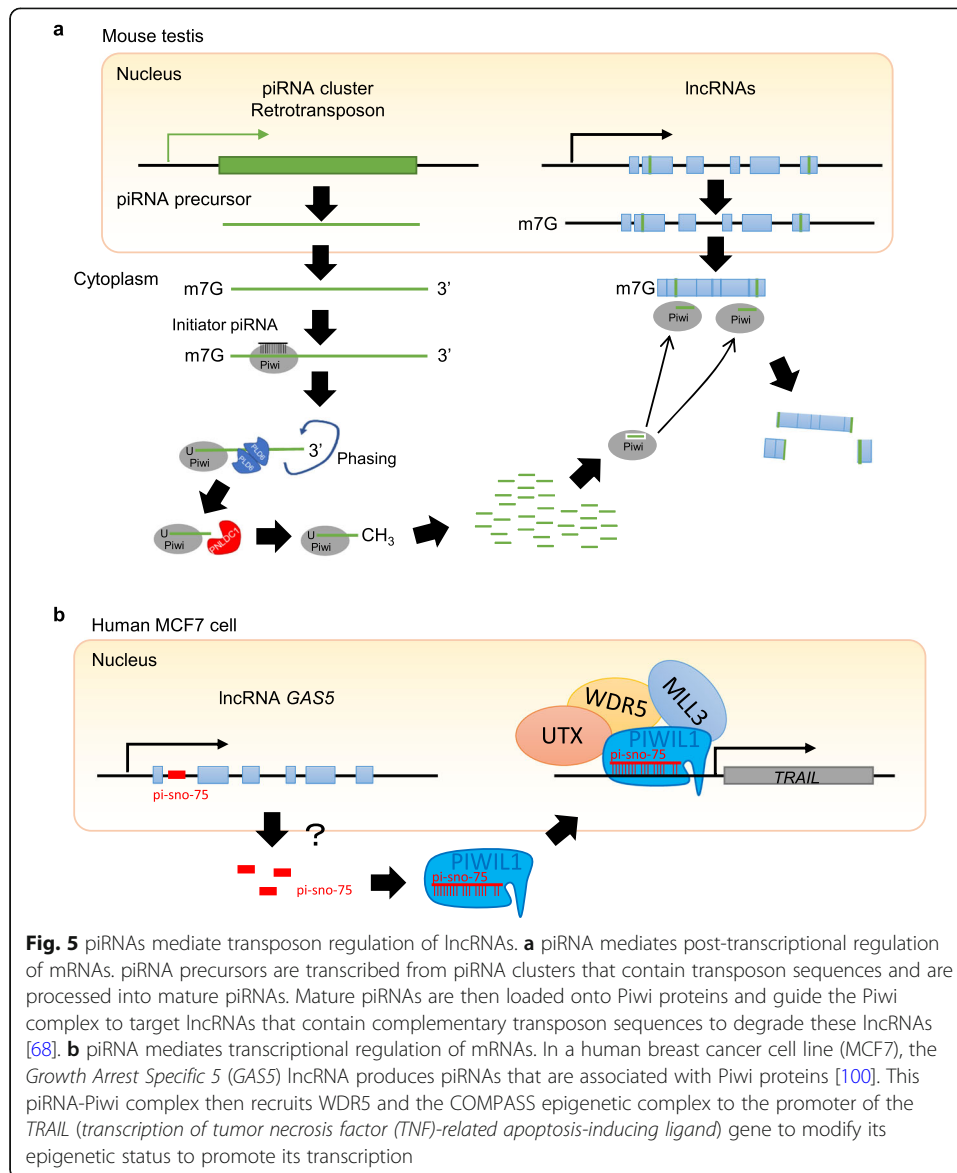 a
Mouse testis
Nucleus
piRNA cluster
Retrotransposon
lncRNAs
piRNA precursor
m7G
Cytoplasm
m7G 3’
m7G
Piwi Piwi
Initiator piRNA
m7G 3’
Piwi
U
Piwi
PLD6
PLD6
3’
Phasing
Piwi
U
Piwi
PNLDC1
U
Piwi
CH3
b
Human MCF7 cell
Nucleus
lncRNA GAS5
pi-sno-75
UTX
WDR5
MLL3
PIWIL1
pi-sno-75
TRAIL
?
pi-sno-75
PIWIL1
pi-sno-75
Fig. 5 piRNAs mediate transposon regulation of lncRNAs. a piRNA mediates post-transcriptional regulation
of mRNAs. piRNA precursors are transcribed from piRNA clusters that contain transposon sequences and are
processed into mature piRNAs. Mature piRNAs are then loaded onto Piwi proteins and guide the Piwi
complex to target lncRNAs that contain complementary transposon sequences to degrade these lncRNAs
[68]. b piRNA mediates transcriptional regulation of mRNAs. In a human breast cancer cell line (MCF7), the
Growth Arrest Specific 5 (GAS5) lncRNA produces piRNAs that are associated with Piwi proteins [100]. This
piRNA-Piwi complex then recruits WDR5 and the COMPASS epigenetic complex to the promoter of the
TRAIL (transcription of tumor necrosis factor (TNF)-related apoptosis-inducing ligand) gene to modify its
epigenetic status to promote its transcription